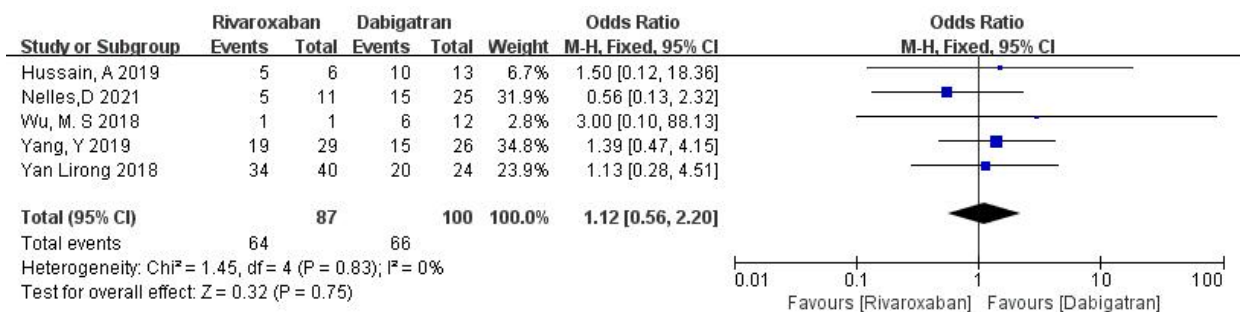 Rivaroxaban Dabigatran Odds Ratio Odds Ratio
Study or Subgroup Events Total Events Total Weight M-H, Fixed, 95% CI M-H, Fixed, 95% CI
Hussain, A 2019 5 6 10 13 6.7% 1.50 [0.12, 18.36]
Nelles,D 2021 5 11 15 25 31.9% 0.56 [0.13, 2.32]
Wu, M. S 2018 1 1 6 12 2.8% 3.00 [0.10, 88.13]
Yang, Y 2019 19 29 15 26 34.8% 1.39 [0.47, 4.15]
Yan Lirong 2018 34 40 20 24 23.9% 1.13 [0.28, 4.51]
Total (95% CI) 87 100 100.0% 1.12 [0.56, 2.20]
Total events 64 66
Heterogeneity: Chi² = 1.45, df = 4 (P = 0.83); I² = 0%
Test for overall effect: Z = 0.32 (P = 0.75)
0.01 0.1 1 10 100
Favours [Rivaroxaban] Favours [Dabigatran]